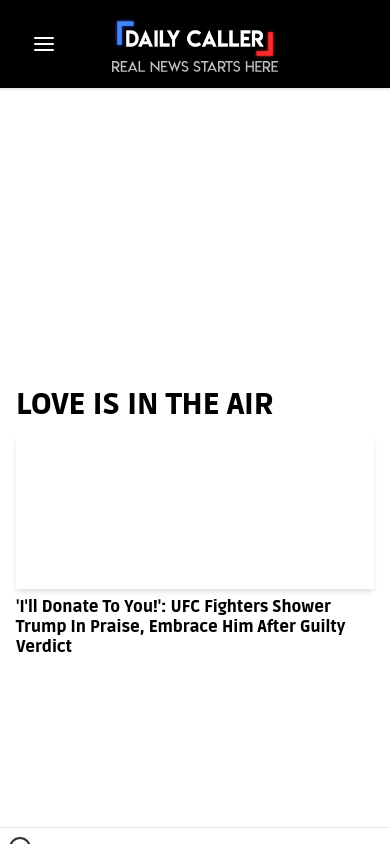 DAILY CALLER
REAL NEWS STARTS HERE
LOVE IS IN THE AIR
'I'll Donate To You!': UFC Fighters Shower
Trump In Praise, Embrace Him After Guilty
Verdict